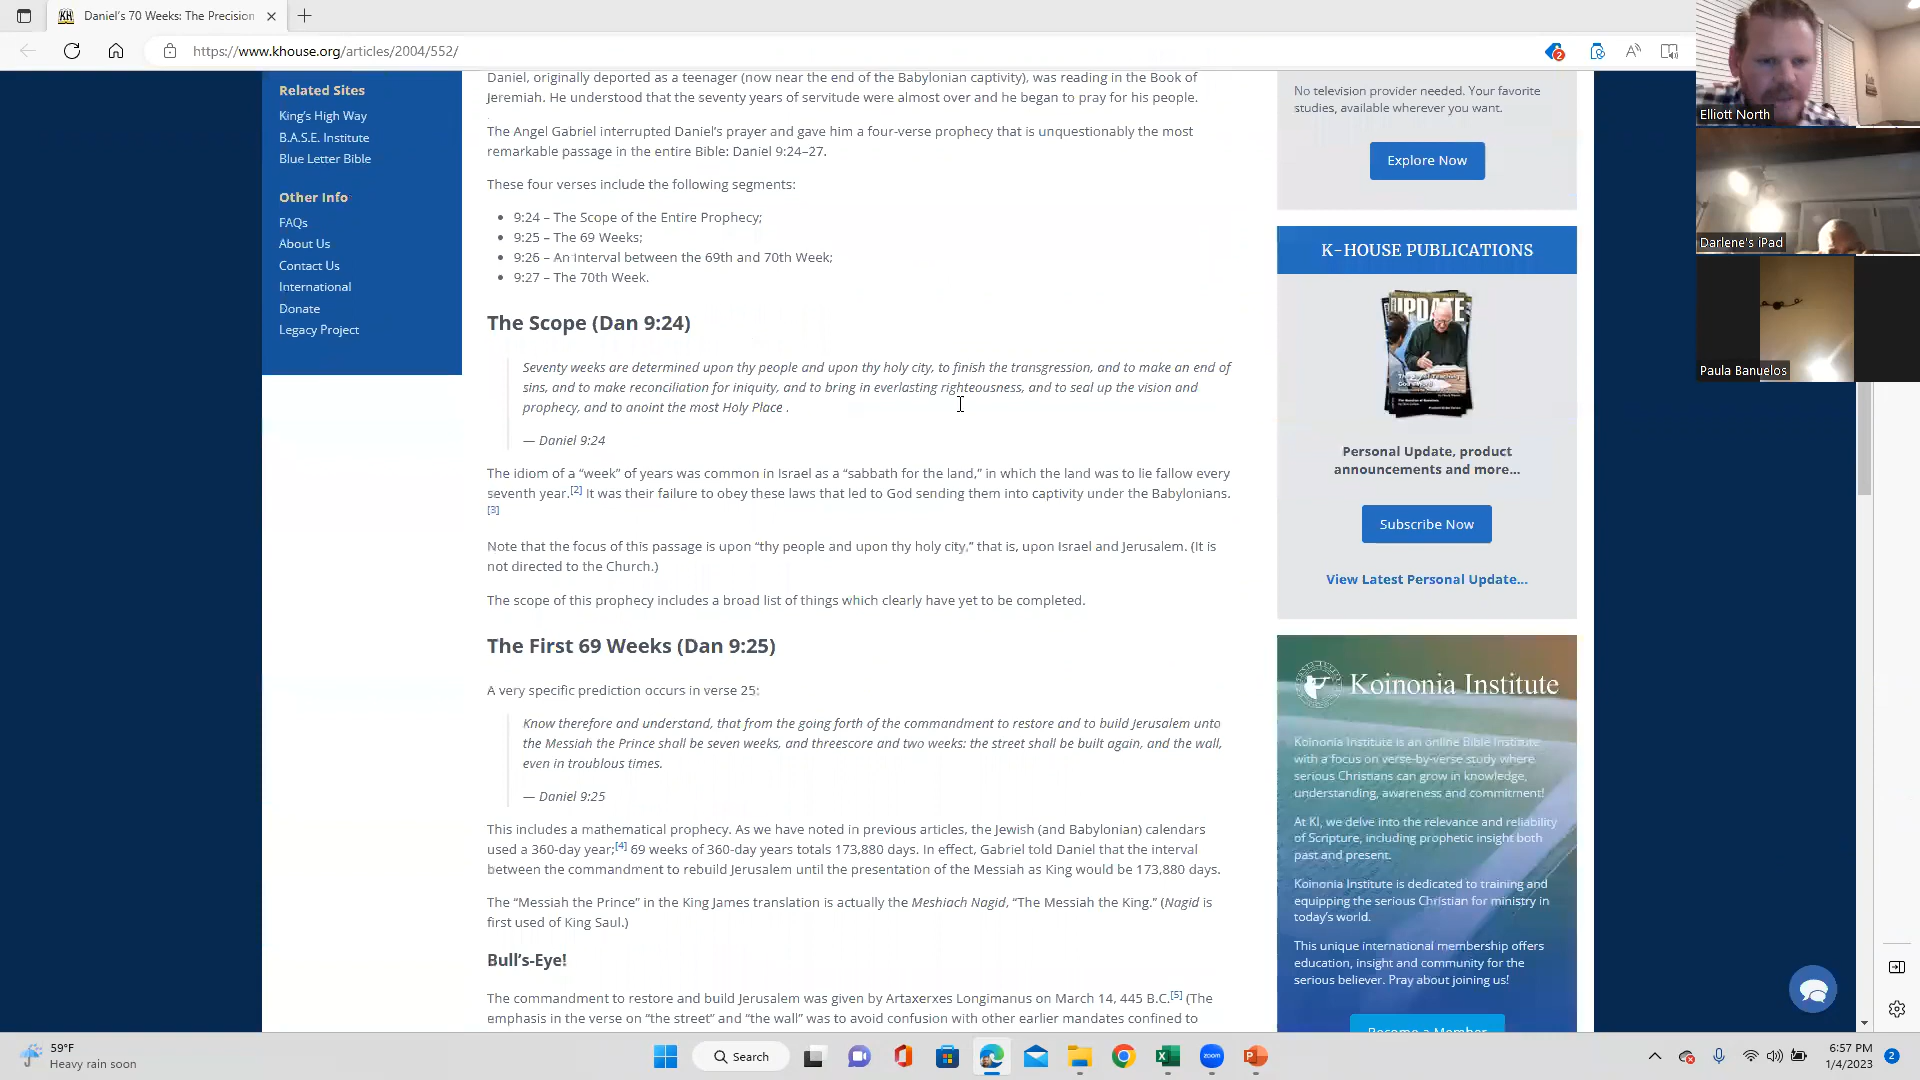 Daniel's 70 Weeks: The Precision
https://www.khouse.org/articles/2004/552/
2
Related Sites
King's High Way
B.A.S.E. Institute
Blue Letter Bible
Other Info
FAQs
About Us
Contact Us
International
Donate
Legacy Project
Daniel, originally deported as a teenager (now near the end of the Babylonian captivity), was reading in the Book of
Jeremiah. He understood that the seventy years of servitude were almost over and he began to pray for his people.
The Angel Gabriel interrupted Daniel's prayer and gave him a four-verse prophecy that is unquestionably the most
remarkable passage in the entire Bible: Daniel 9:24–27.
These four verses include the following segments:
• 9:24 – The Scope of the Entire Prophecy;
• 9:25 – The 69 Weeks;
• 9:26 – An Interval between the 69th and 70th Week;
• 9:27 – The 70th Week.
The Scope (Dan 9:24)
Seventy weeks are determined upon thy people and upon thy holy city, to finish the transgression, and to make an end of
sins, and to make reconciliation for iniquity, and to bring in everlasting righteousness, and to seal up the vision and
prophecy, and to anoint the most Holy Place .
— Daniel 9:24
The idiom of a “week” of years was common in Israel as a “sabbath for the land,” in which the land was to lie fallow every
seventh year.[2] It was their failure to obey these laws that led to God sending them into captivity under the Babylonians.
[3]
Note that the focus of this passage is upon “thy people and upon thy holy city,” that is, upon Israel and Jerusalem. (It is
not directed to the Church.)
The scope of this prophecy includes a broad list of things which clearly have yet to be completed.
The First 69 Weeks (Dan 9:25)
A very specific prediction occurs in verse 25:
Know therefore and understand, that from the going forth of the commandment to restore and to build Jerusalem unto
the Messiah the Prince shall be seven weeks, and threescore and two weeks: the street shall be built again, and the wall,
even in troublous times.
— Daniel 9:25
This includes a mathematical prophecy. As we have noted in previous articles, the Jewish (and Babylonian) calendars
used a 360-day year;[4] 69 weeks of 360-day years totals 173,880 days. In effect, Gabriel told Daniel that the interval
between the commandment to rebuild Jerusalem until the presentation of the Messiah as King would be 173,880 days.
The “Messiah the Prince” in the King James translation is actually the Meshiach Nagid, “The Messiah the King.” (Nagid is
first used of King Saul.)
Bull's-Eye!
The commandment to restore and build Jerusalem was given by Artaxerxes Longimanus on March 14, 445 B.C.[5] (The
emphasis in the verse on “the street” and “the wall” was to avoid confusion with other earlier mandates confined to
No television provider needed. Your favorite
studies, available wherever you want.
Explore Now
K-HOUSE PUBLICATIONS
UPDATE
Personal Update, product
announcements and more...
Subscribe Now
View Latest Personal Update...
Koinonia Institute
Koinonia Institute is an online Bible Institute
with a focus on verse-by-verse study where
serious Christians can grow in knowledge,
understanding, awareness and commitment!
At KI, we delve into the relevance and reliability
of Scripture, including prophetic insight both
past and present.
Koinonia Institute is dedicated to training and
equipping the serious Christian for ministry in
today's world.
This unique international membership offers
education, insight and community for the
serious believer. Pray about joining us!
Become a Member
Elliott North
Darlene's iPad
Paula Banuelos
59°F
Heavy rain soon
Search
zoom
6:57 PM
1/4/2023
2